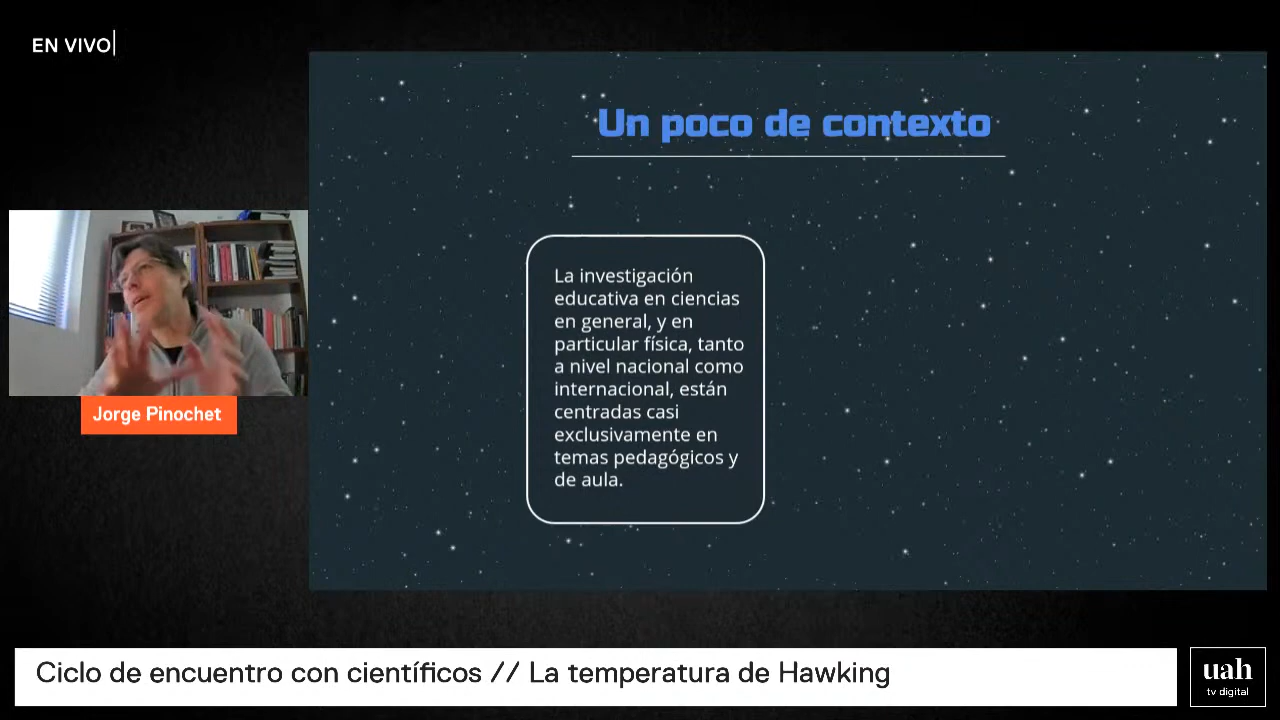 EN VIVO
Un poco de contexto
La investigación
educativa en ciencias
en general, y en
particular física, tanto
a nivel nacional como
internacional, están
centradas casi
exclusivamente en
temas pedagógicos y
de aula.
Jorge Pinochet
Ciclo de encuentro con científicos // La temperatura de Hawking
uah
tv digital